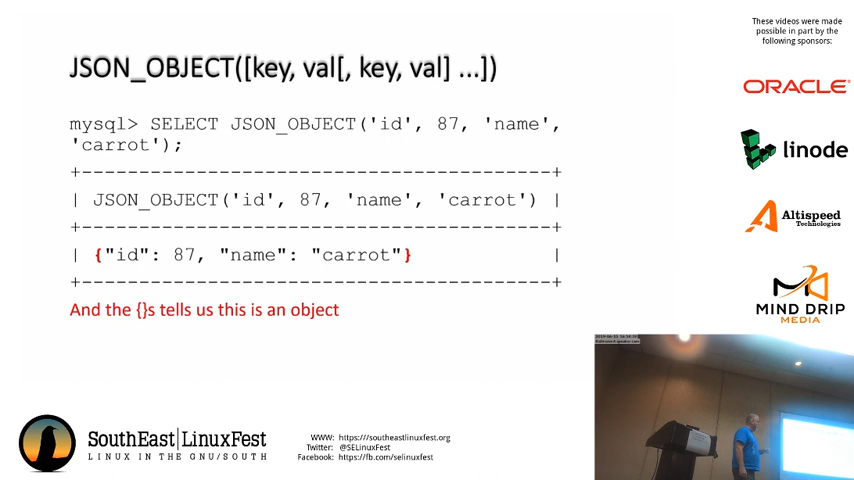 These videos were made
possible in part by the
following sponsors:
JSON_OBJECT([key, val[, key, val] ...])
ORACLE
mysql> SELECT JSON_OBJECT('id', 87, 'name',
'carrot');
+-----------------------------------------+
| JSON_OBJECT('id', 87, 'name', 'carrot') |
+-----------------------------------------+
| {"id": 87, "name": "carrot"} |
+-----------------------------------------+
And the {}s tells us this is an object
linode
Altispeed
Technologies
MIND DRIP
MEDIA
SouthEast|LinuxFest
LINUX IN THE GNU/SOUTH
WWW: https://southeastlinuxfest.org
Twitter: @SELinuxFest
Facebook: https://fb.com/selinuxfest